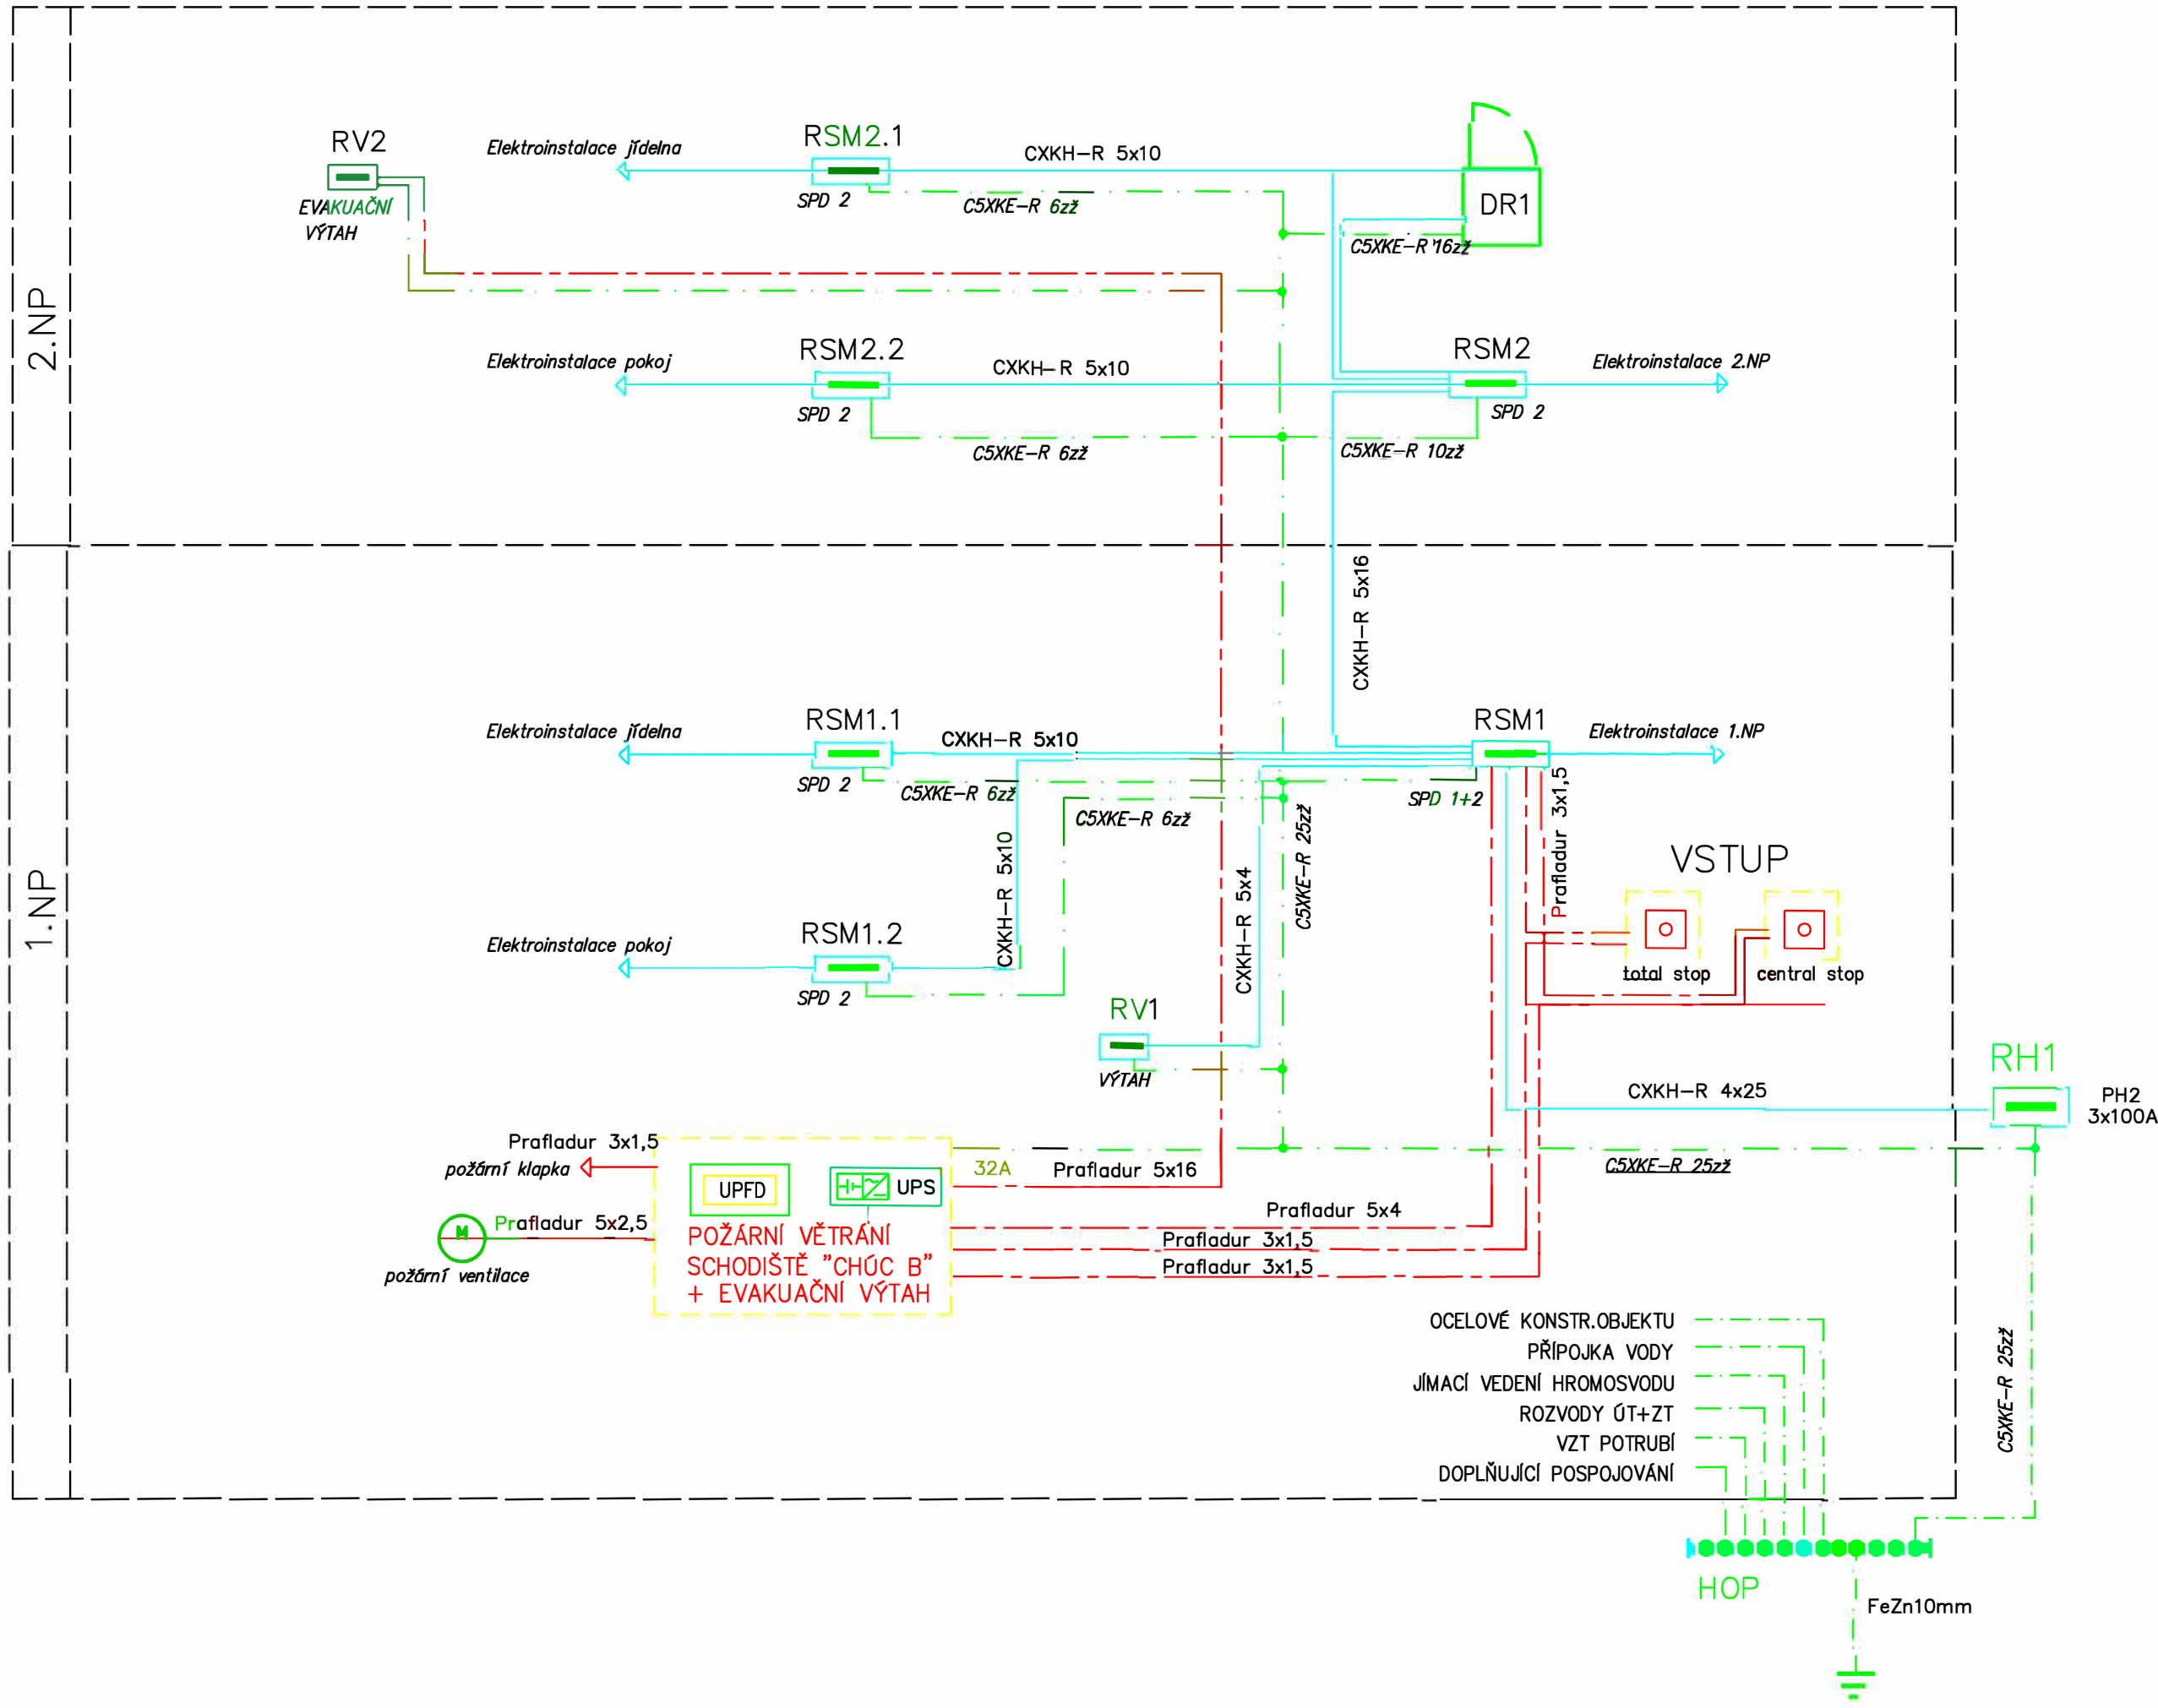 2.NP
RV2
EVAKUAČNÍ
VÝTAH
Elektroinstalace jídelna
RSM2.1
SPD 2
CXKH-R 5x10
C5XKE-R 6zž
DR1
C5XKE-R 16zž
Elektroinstalace pokoj
RSM2.2
SPD 2
CXKH-R 5x10
C5XKE-R 6zž
RSM2
SPD 2
C5XKE-R 10zž
Elektroinstalace 2.NP
CXKH-R 5x16
1.NP
Elektroinstalace jídelna
RSM1.1
SPD 2
CXKH-R 5x10
C5XKE-R 6zž
C5XKE-R 6zž
CXKH-R 5x10
RSM1
SPD 1+2
Elektroinstalace 1.NP
Prafladur 3x1,5
C5XKE-R 25zž
CXKH-R 5x4
VSTUP
total stop
central stop
Elektroinstalace pokoj
RSM1.2
SPD 2
RV1
VÝTAH
RH1
PH2
3x100A
CXKH-R 4x25
C5XKE-R 25zž
Prafladur 3x1,5
požární klapka
Prafladur 5x2,5
M
požární ventilace
UPFD
UPS
POŽÁRNÍ VĚTRÁNÍ
SCHODIŠTĚ "CHÚC B"
+ EVAKUAČNÍ VÝTAH
32A
Prafladur 5x16
Prafladur 5x4
Prafladur 3x1,5
Prafladur 3x1,5
OCELOVÉ KONSTR.OBJEKTU
PŘÍPOJKA VODY
JÍMACÍ VEDENÍ HROMOSVODU
ROZVODY ÚT+ZT
VZT POTRUBÍ
DOPLŇUJÍCÍ POSPOJOVÁNÍ
C5XKE-R 25zž
HOP
FeZn10mm